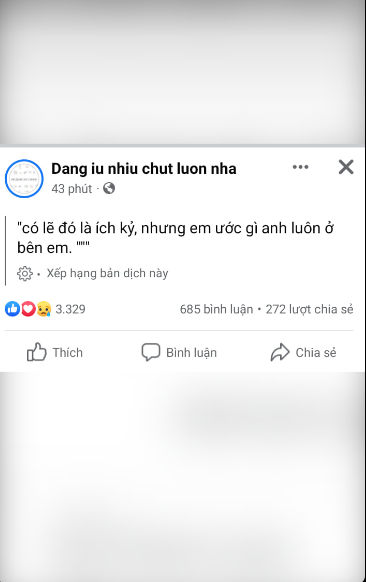 Dang iu nhiu chut luon nha
43 phút ·
"có lẽ đó là ích kỷ, nhưng em ước gì anh luôn ở
bên em. """
· Xếp hạng bản dịch này
3.329 685 bình luận • 272 lượt chia sẻ
Thích Bình luận Chia sẻ